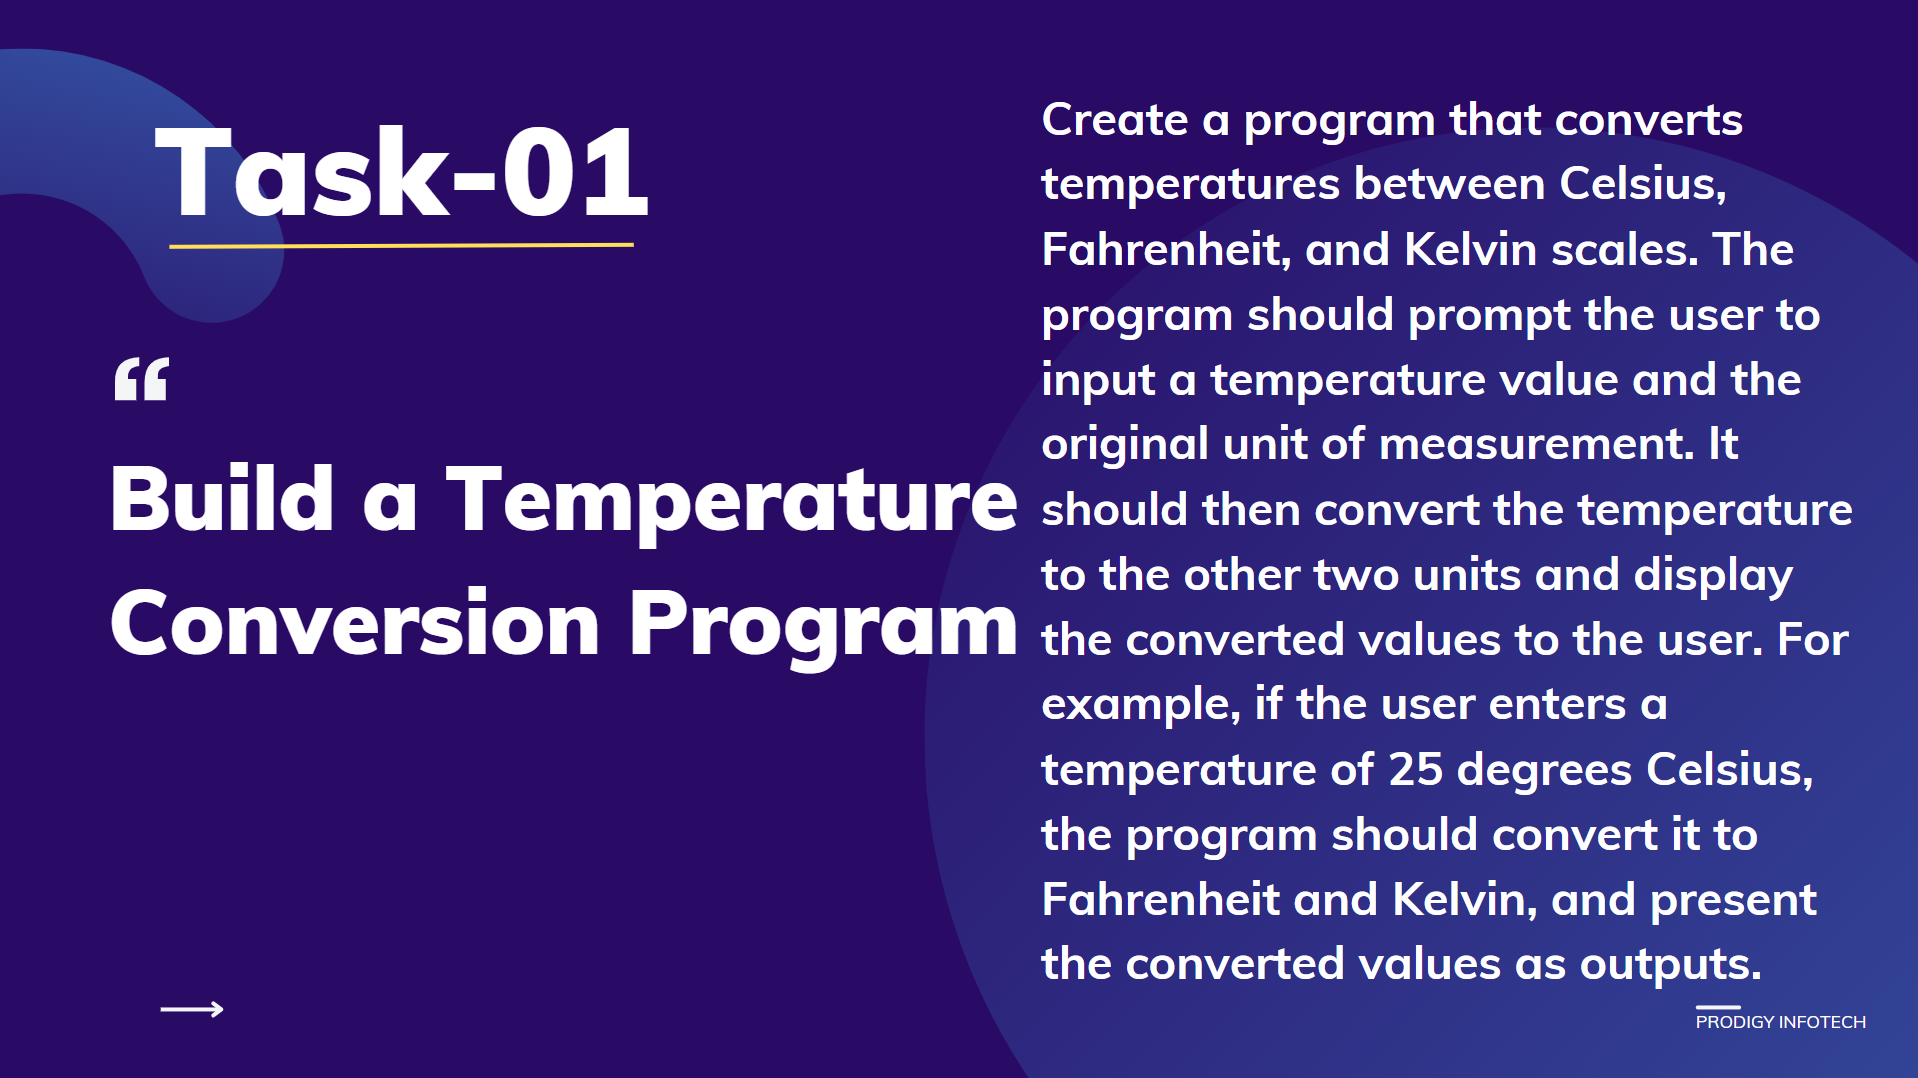 Task-01
“
Build a Temperature
Conversion Program
Create a program that converts
temperatures between Celsius,
Fahrenheit, and Kelvin scales. The
program should prompt the user to
input a temperature value and the
original unit of measurement. It
should then convert the temperature
to the other two units and display
the converted values to the user. For
example, if the user enters a
temperature of 25 degrees Celsius,
the program should convert it to
Fahrenheit and Kelvin, and present
the converted values as outputs.
PRODIGY INFOTECH